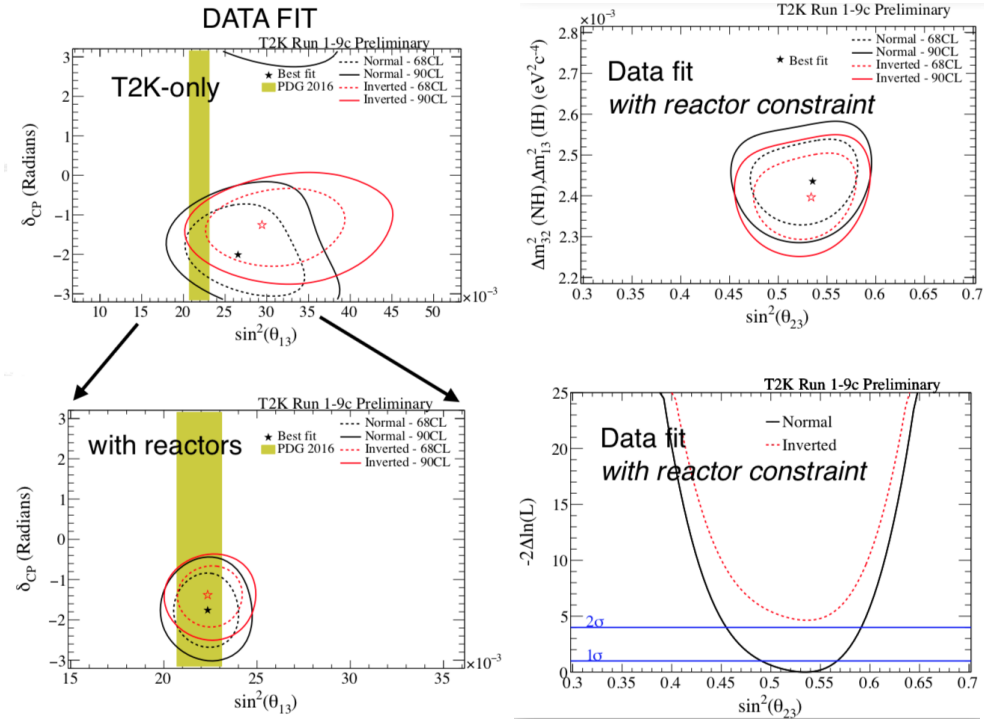 DATA FIT
T2K Run 1-9c Preliminary
T2K-only
★ Best fit
PDG 2016
Normal - 68CL
Normal - 90CL
Inverted - 68CL
Inverted - 90CL
δCP (Radians)
3
2
1
0
−1
−2
−3
10 15 20 25 30 35 40 45 50
×10⁻³
sin²(θ₁₃)
T2K Run 1-9c Preliminary
×10⁻³
Data fit
with reactor constraint
★ Best fit
Normal - 68CL
Normal - 90CL
Inverted - 68CL
Inverted - 90CL
Δm²₃₂ (NH),Δm²₁₃ (IH) (eV²c⁻⁴)
2.8
2.7
2.6
2.5
2.4
2.3
2.2
0.3 0.35 0.4 0.45 0.5 0.55 0.6 0.65 0.7
sin²(θ₂₃)
T2K Run 1-9c Preliminary
with reactors
★ Best fit
PDG 2016
Normal - 68CL
Normal - 90CL
Inverted - 68CL
Inverted - 90CL
δCP (Radians)
3
2
1
0
−1
−2
−3
15 20 25 30 35
×10⁻³
sin²(θ₁₃)
T2K Run 1-9c Preliminary
Data fit
with reactor constraint
Normal
Inverted
-2Δln(L)
25
20
15
10
5
0
2σ
1σ
0.3 0.35 0.4 0.45 0.5 0.55 0.6 0.65 0.7
sin²(θ₂₃)